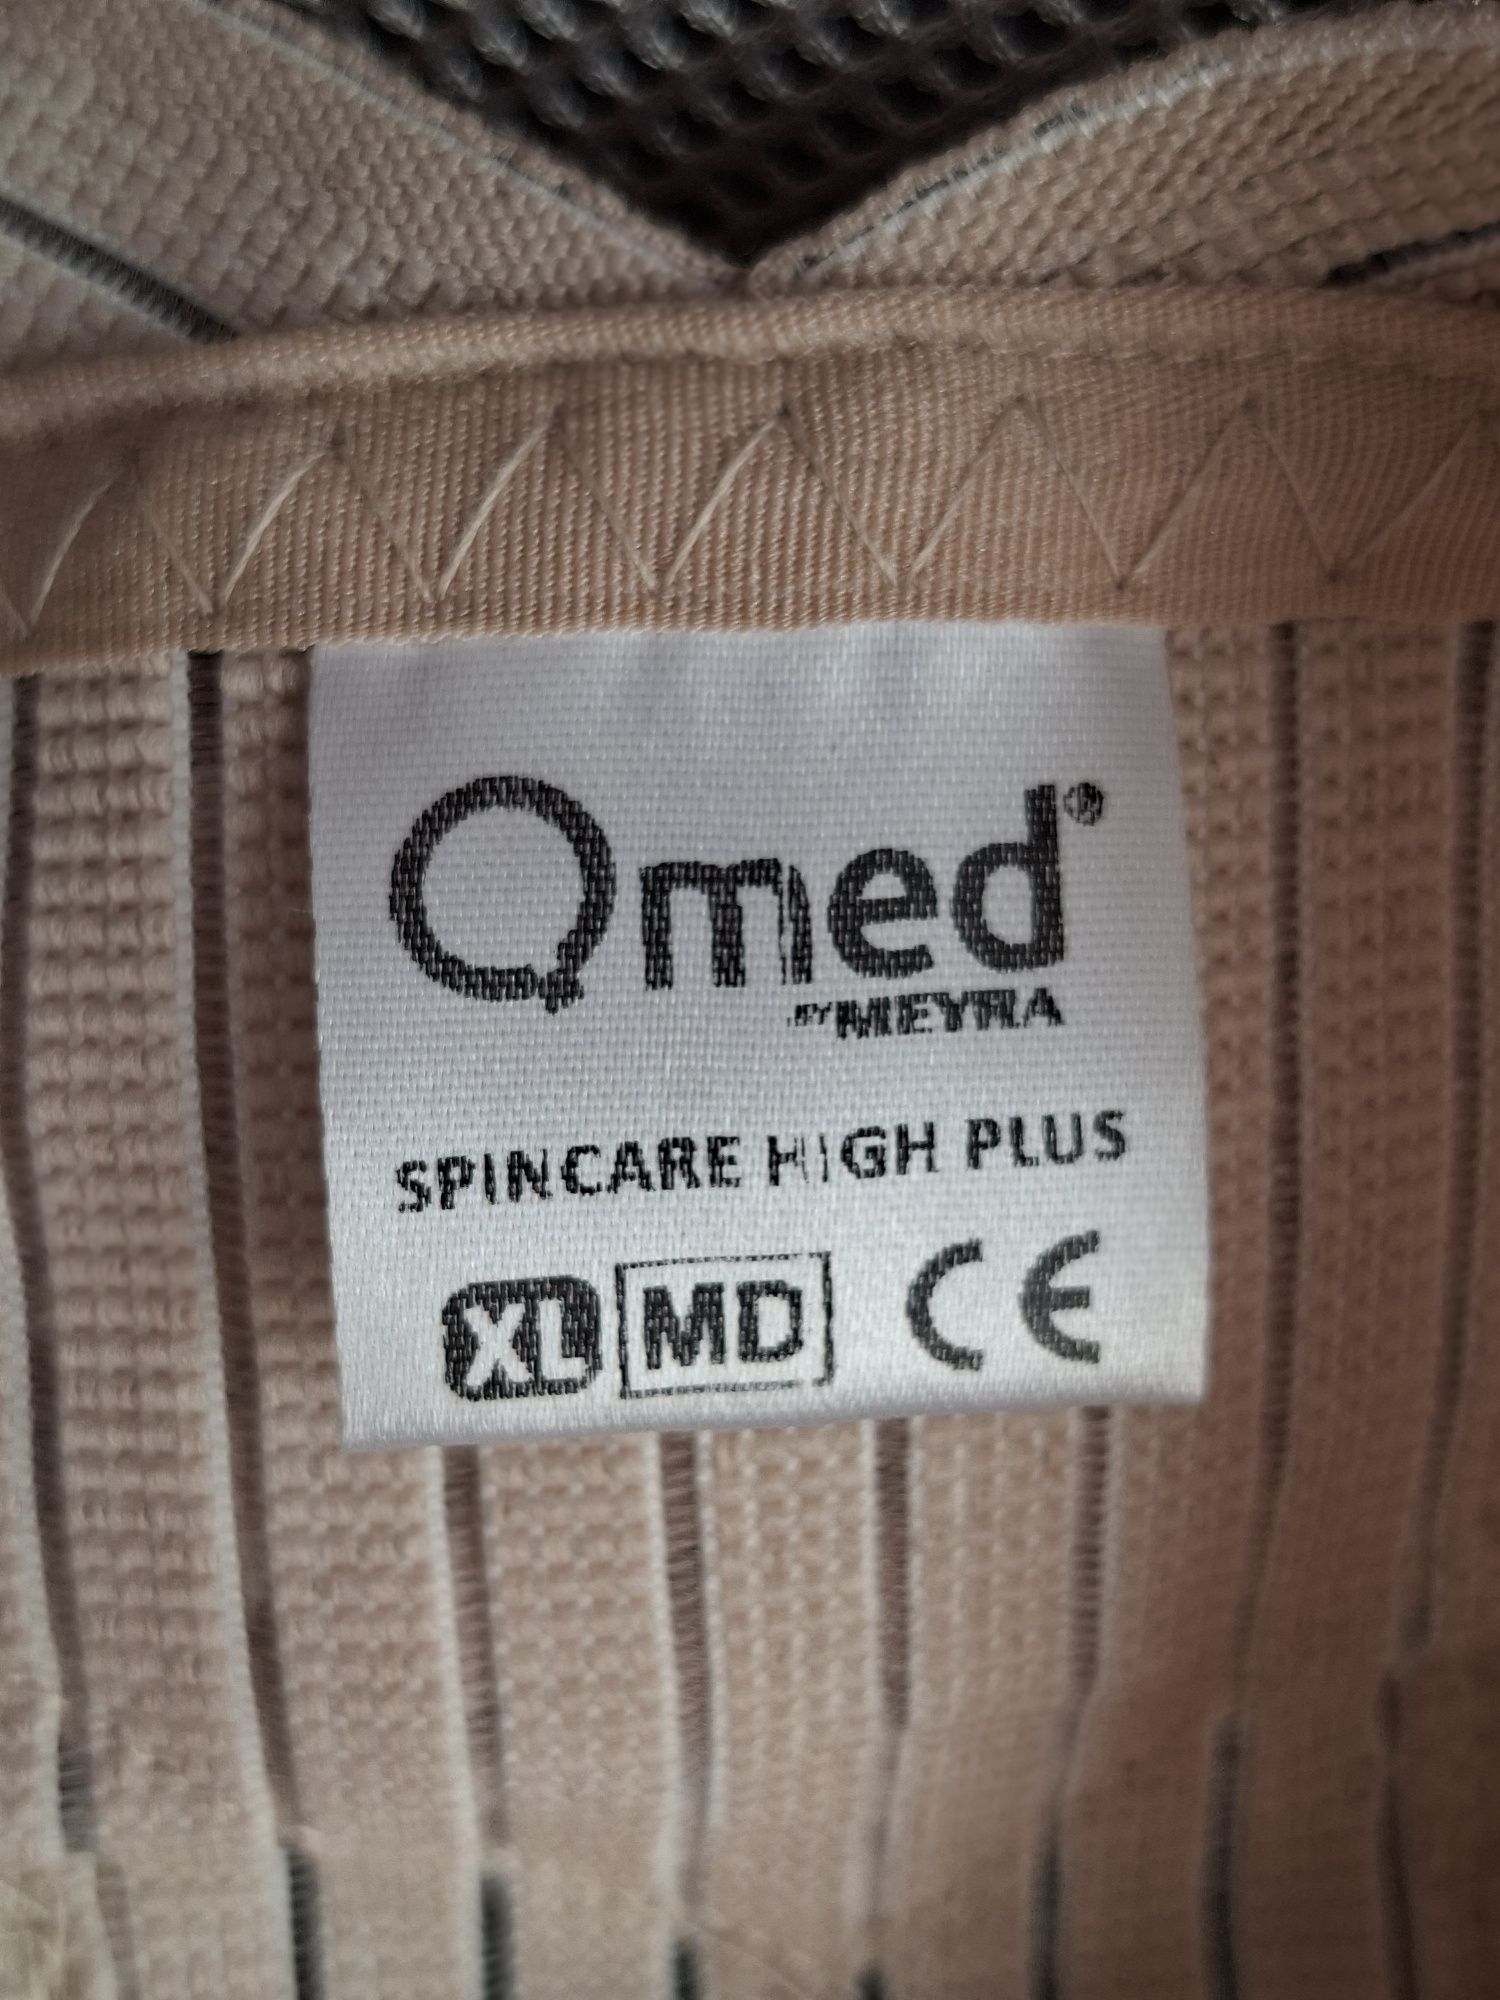 Qmed®
BY MEYRA
SPINCARE HIGH PLUS
XL MD CE